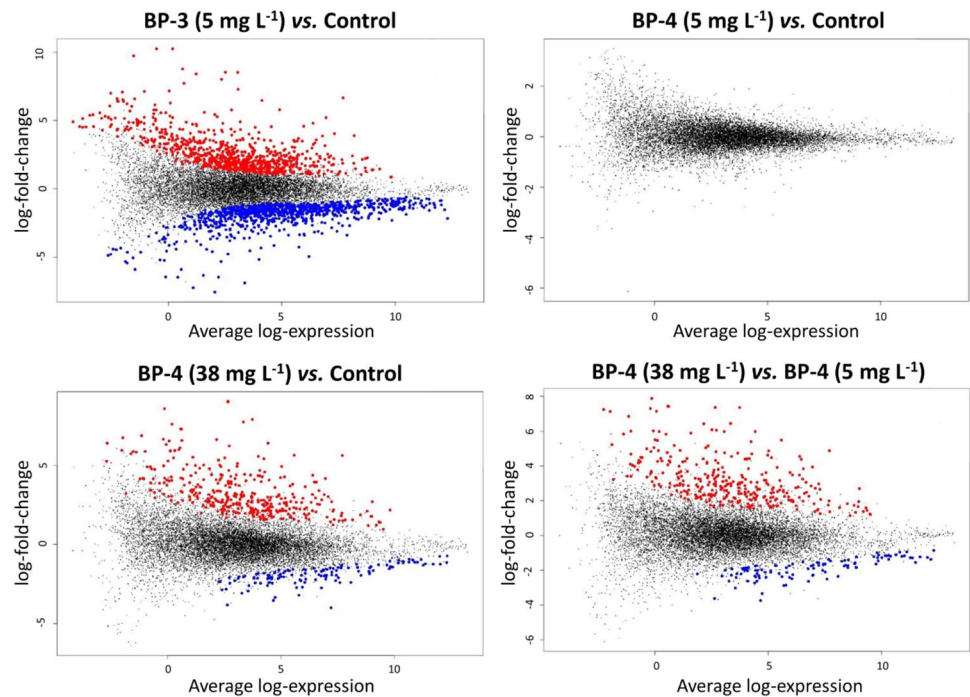 BP-3 (5 mg L⁻¹) vs. Control
10
5
0
-5
log-fold-change
0
5
10
Average log-expression
BP-4 (5 mg L⁻¹) vs. Control
2
0
-2
-4
-6
log-fold-change
0
5
10
Average log-expression
BP-4 (38 mg L⁻¹) vs. Control
5
0
-5
log-fold-change
0
5
10
Average log-expression
BP-4 (38 mg L⁻¹) vs. BP-4 (5 mg L⁻¹)
8
6
4
2
0
-2
-4
-6
log-fold-change
0
5
10
Average log-expression